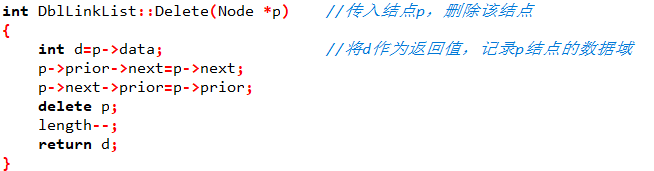 int DblLinkList::Delete(Node *p)    //传入结点p，删除该结点
{
    int d=p->data;                  //将d作为返回值，记录p结点的数据域
    p->prior->next=p->next;
    p->next->prior=p->prior;
    delete p;
    length--;
    return d;
}